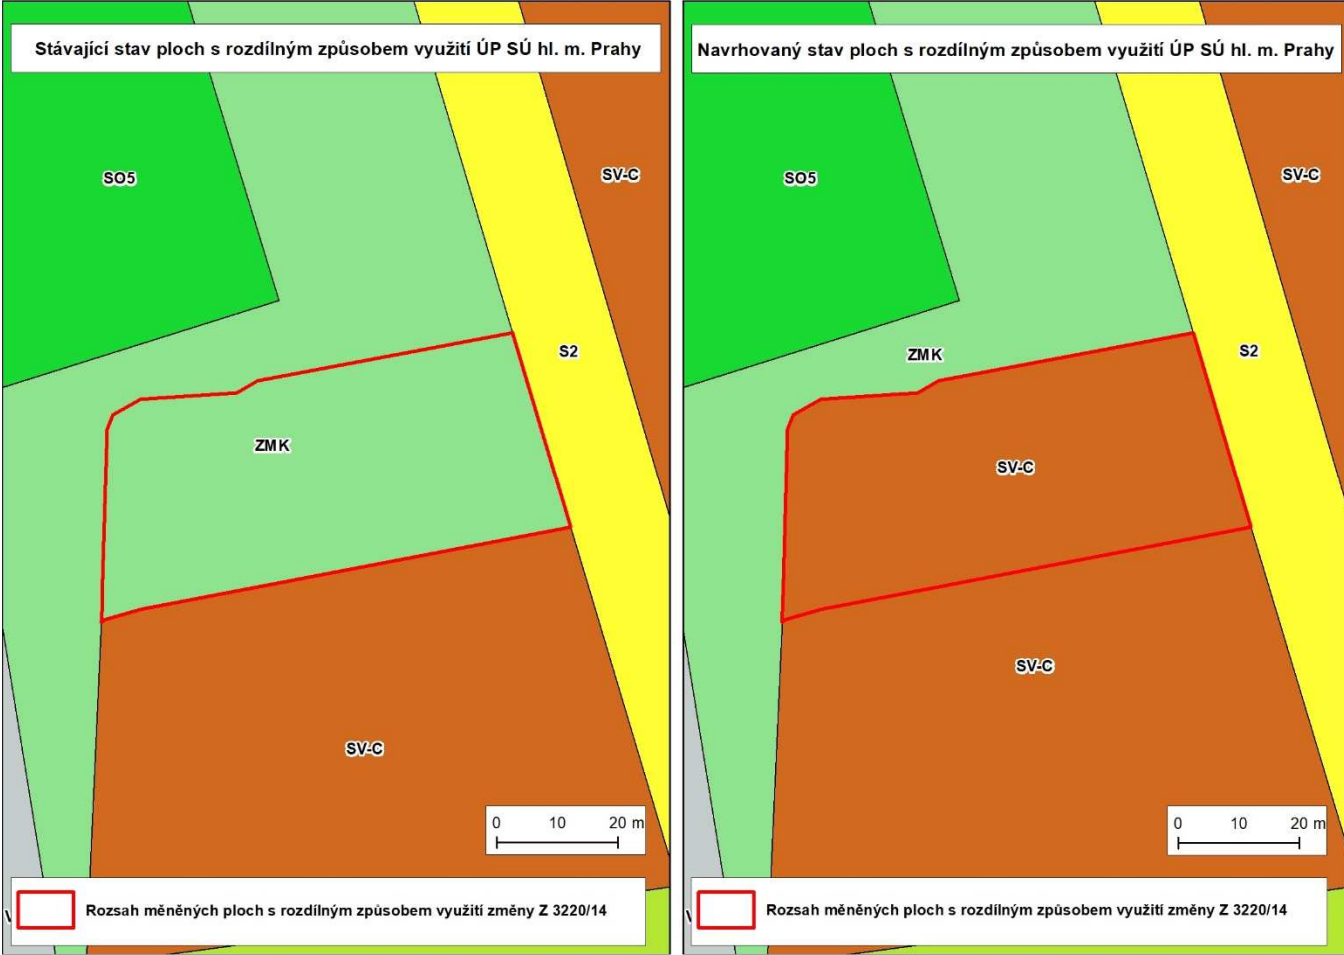 Stávající stav ploch s rozdílným způsobem využití ÚP SÚ hl. m. Prahy
SO5
SV-C
S2
ZMK
SV-C
0 10 20 m
Rozsah měněných ploch s rozdílným způsobem využití změny Z 3220/14
Navrhovaný stav ploch s rozdílným způsobem využití ÚP SÚ hl. m. Prahy
SO5
SV-C
S2
ZMK
SV-C
SV-C
0 10 20 m
Rozsah měněných ploch s rozdílným způsobem využití změny Z 3220/14